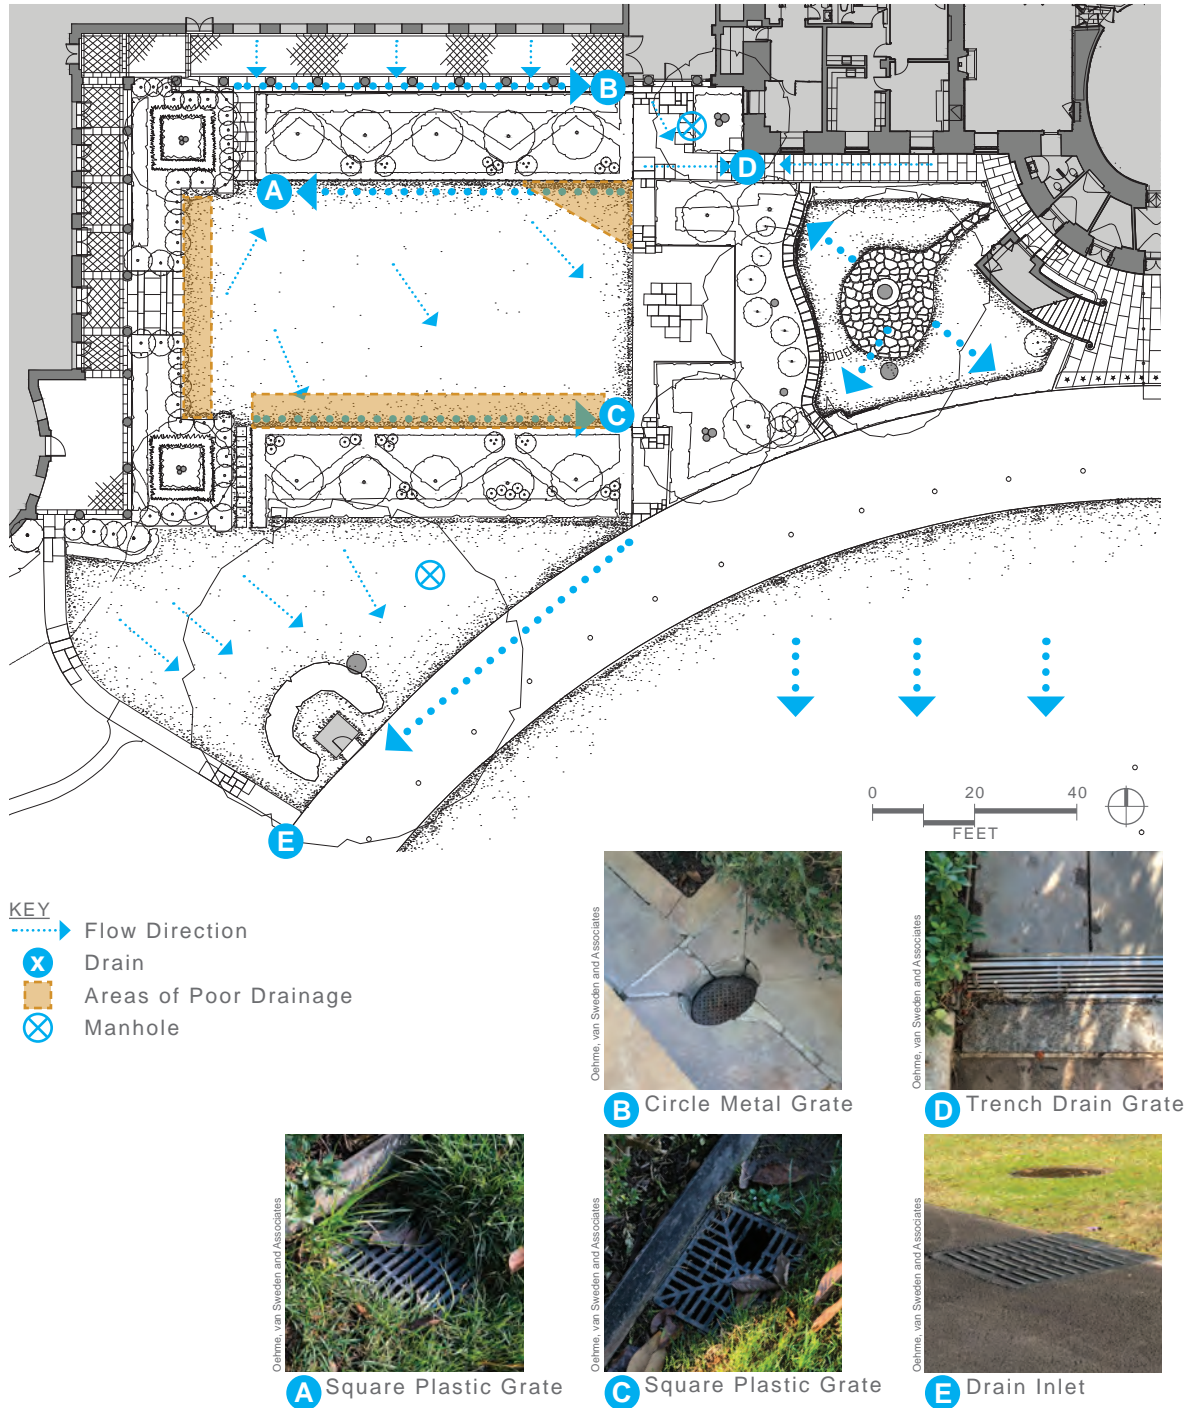 B
A
D
C
E
0 20 40
FEET
KEY
Flow Direction
X Drain
Areas of Poor Drainage
Manhole
Oehme, van Sweden and Associates
B Circle Metal Grate
Oehme, van Sweden and Associates
D Trench Drain Grate
Oehme, van Sweden and Associates
A Square Plastic Grate
Oehme, van Sweden and Associates
C Square Plastic Grate
Oehme, van Sweden and Associates
E Drain Inlet